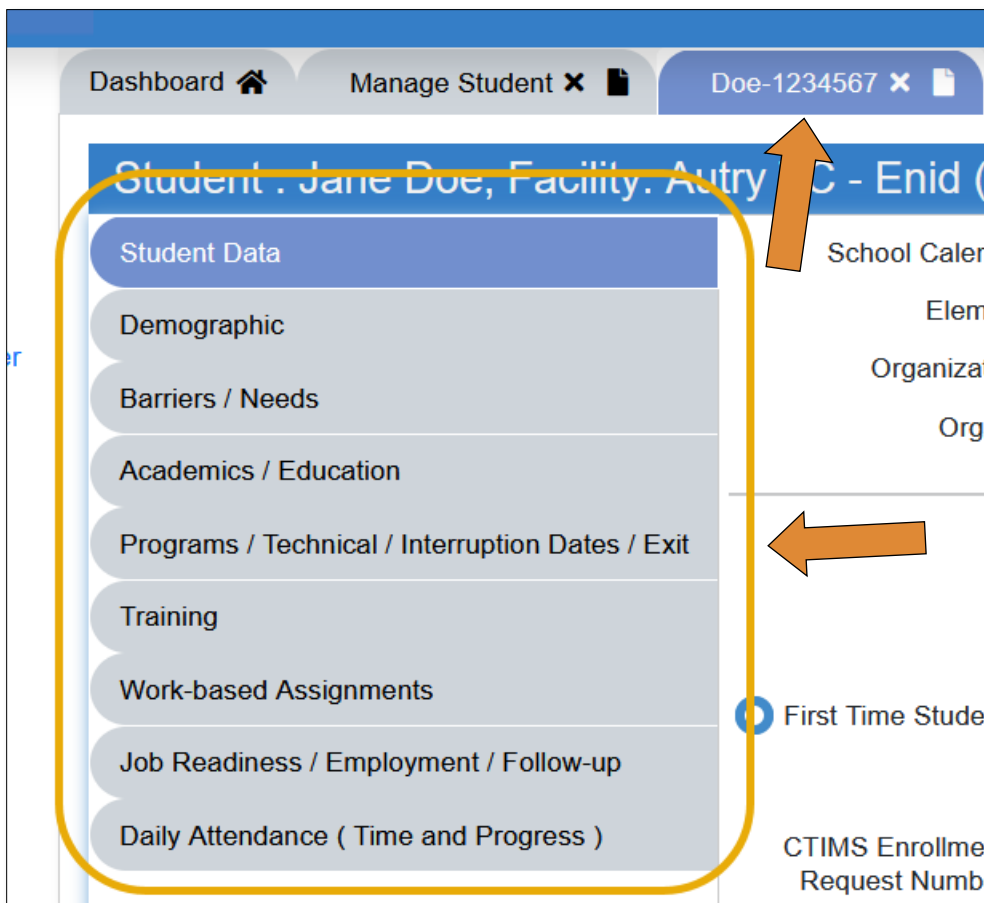 Dashboard Manage Student Doe-1234567
Student : Jane Doe, Facility: Autry C - Enid (
Student Data
Demographic
Barriers / Needs
Academics / Education
Programs / Technical / Interruption Dates / Exit
Training
Work-based Assignments
Job Readiness / Employment / Follow-up
Daily Attendance ( Time and Progress )
er
School Caler
Elem
Organizat
Org
First Time Stude
CTIMS Enrollme
Request Numb